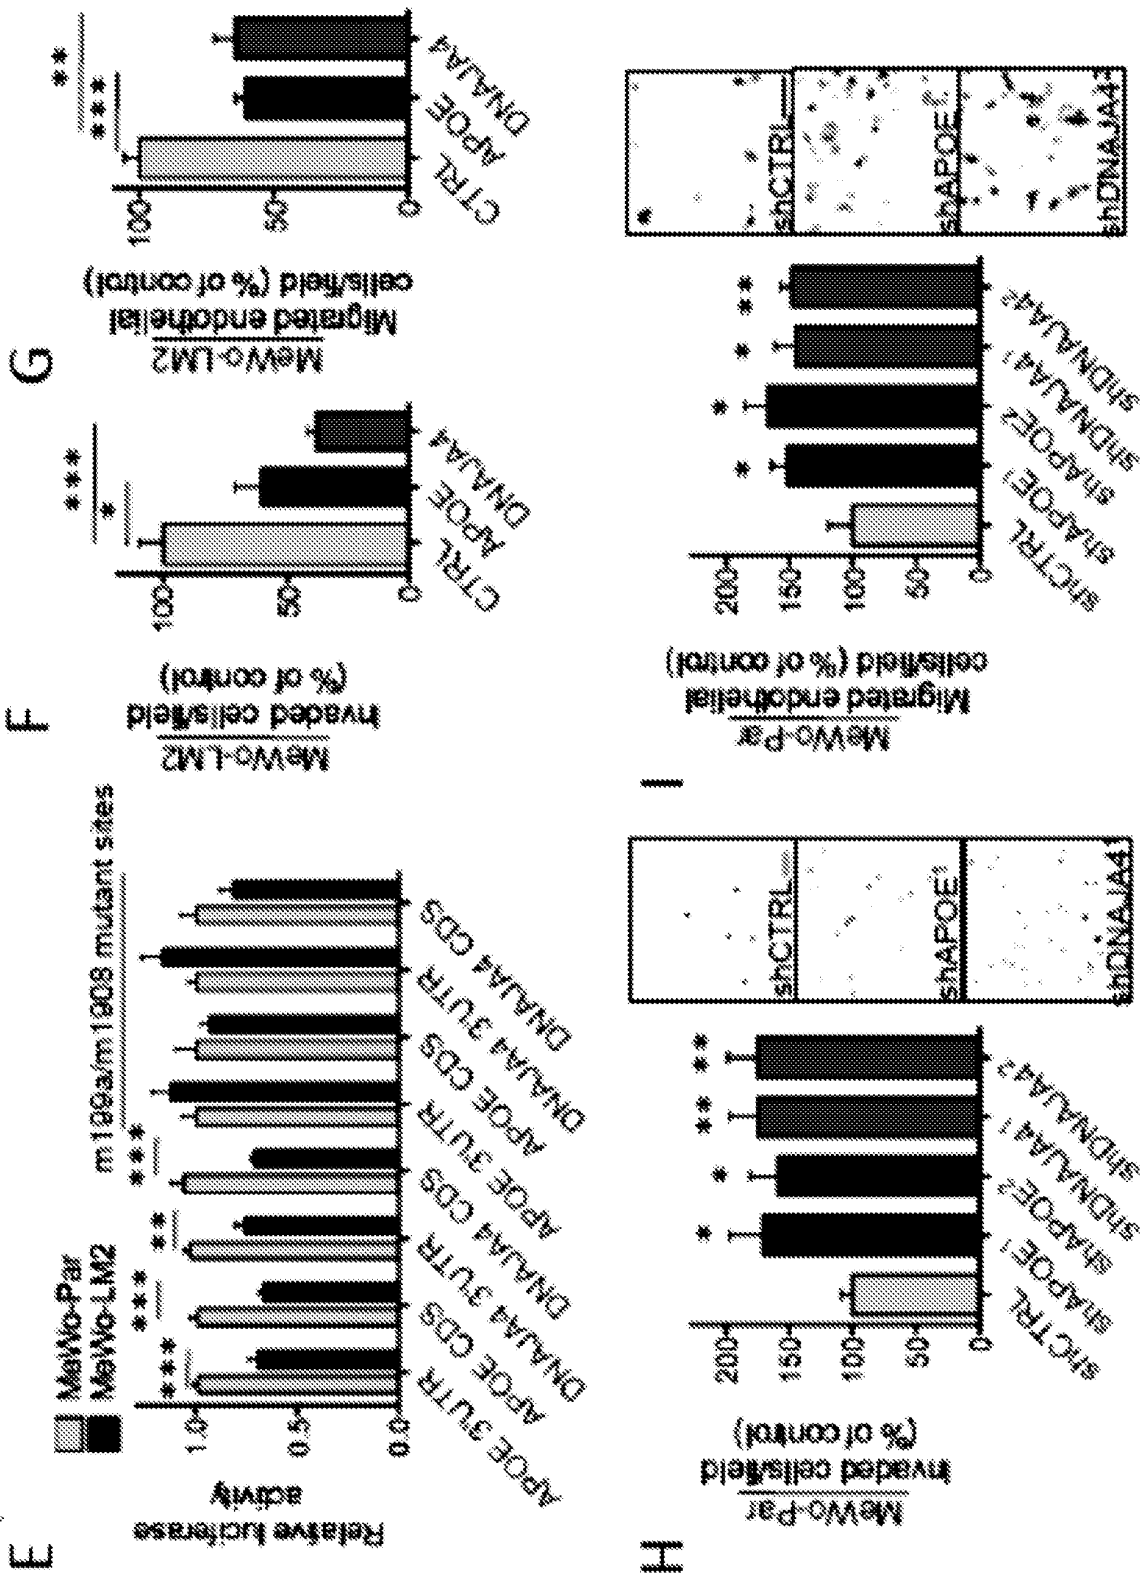 E
MeWo-Par
MeWo-LM2
m199a/m1908 mutant sites
***
***
**
***
Relative luciferase
activity
1.0
0.5
0.0
APOE 3'UTR
APOE CDS
DNAJA4 3'UTR
DNAJA4 CDS
APOE 3'UTR
APOE CDS
DNAJA4 3'UTR
DNAJA4 CDS
F
***
*
MeWo-LM2
Invaded cells/field
(% of control)
100
50
0
CTRL
APOE
DNAJA4
G
**
***
MeWo-LM2
Migrated endothelial
cells/field (% of control)
100
50
0
CTRL
APOE
DNAJA4
H
MeWo-Par
Invaded cells/field
(% of control)
200
150
100
50
0
*
*
**
**
shCTRL
shAPOE1
shAPOE2
shDNAJA41
shDNAJA42
shCTRL
shAPOE1
shDNAJA41
I
MeWo-Par
Migrated endothelial
cells/field (% of control)
200
150
100
50
0
*
*
*
**
shCTRL
shAPOE1
shAPOE2
shDNAJA41
shDNAJA42
shCTRL
shAPOE
shDNAJA4